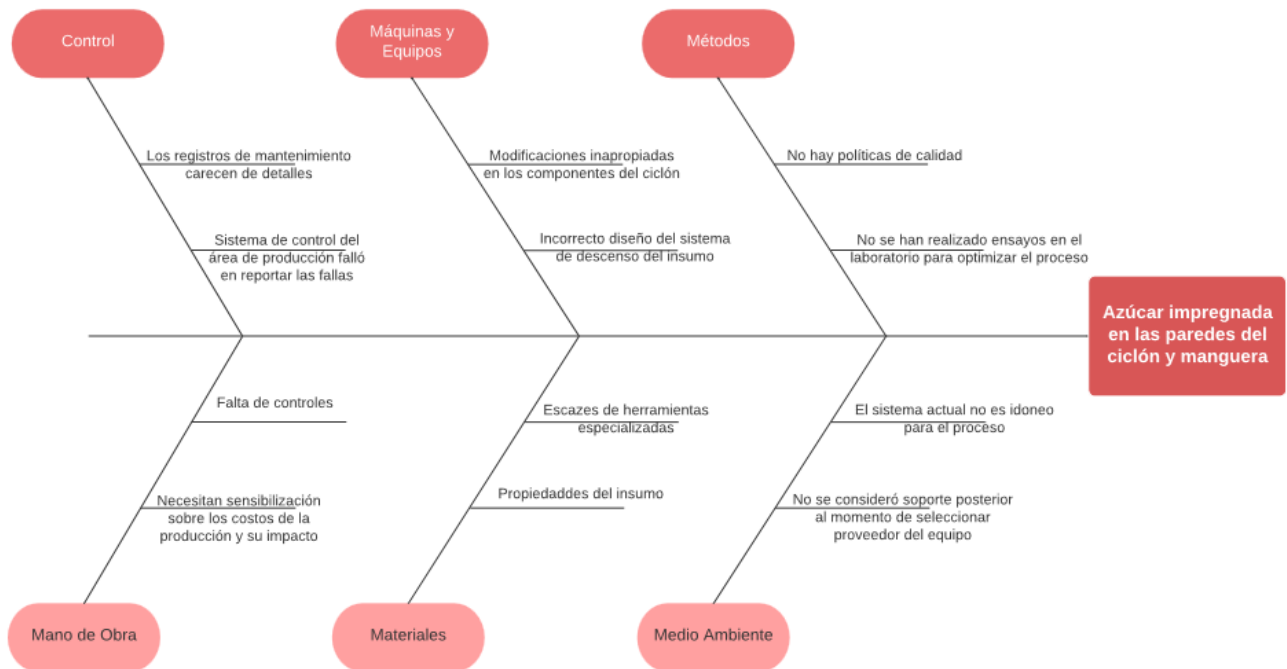 Control
Máquinas y
Equipos
Métodos
Los registros de mantenimiento
carecen de detalles
Modificaciones inapropiadas
en los componentes del ciclón
No hay políticas de calidad
Sistema de control del
área de producción falló
en reportar las fallas
Incorrecto diseño del sistema
de descenso del insumo
No se han realizado ensayos en el
laboratorio para optimizar el proceso
Azúcar impregnada
en las paredes del
ciclón y manguera
Falta de controles
Escazes de herramientas
especializadas
El sistema actual no es idoneo
para el proceso
Necesitan sensibilización
sobre los costos de la
producción y su impacto
Propiedaddes del insumo
No se consideró soporte posterior
al momento de seleccionar
proveedor del equipo
Mano de Obra
Materiales
Medio Ambiente